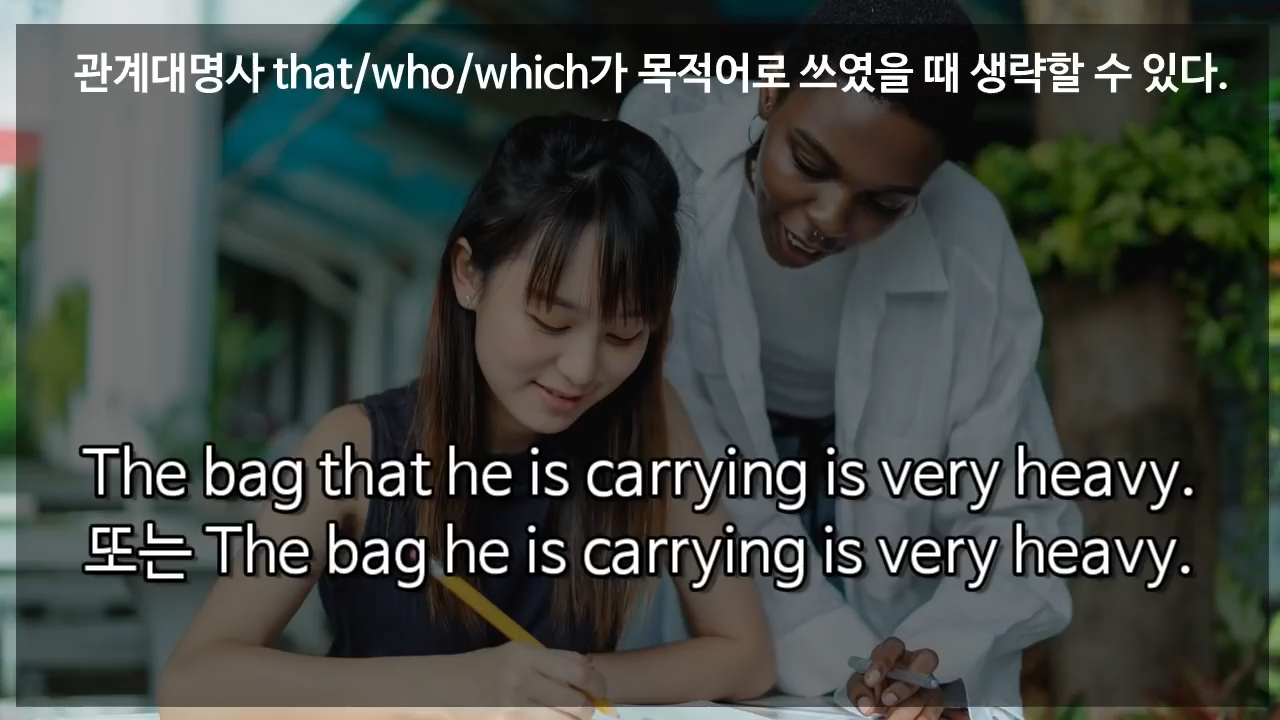 관계대명사 that/who/which가 목적어로 쓰였을 때 생략할 수 있다.
The bag that he is carrying is very heavy.
또는 The bag he is carrying is very heavy.